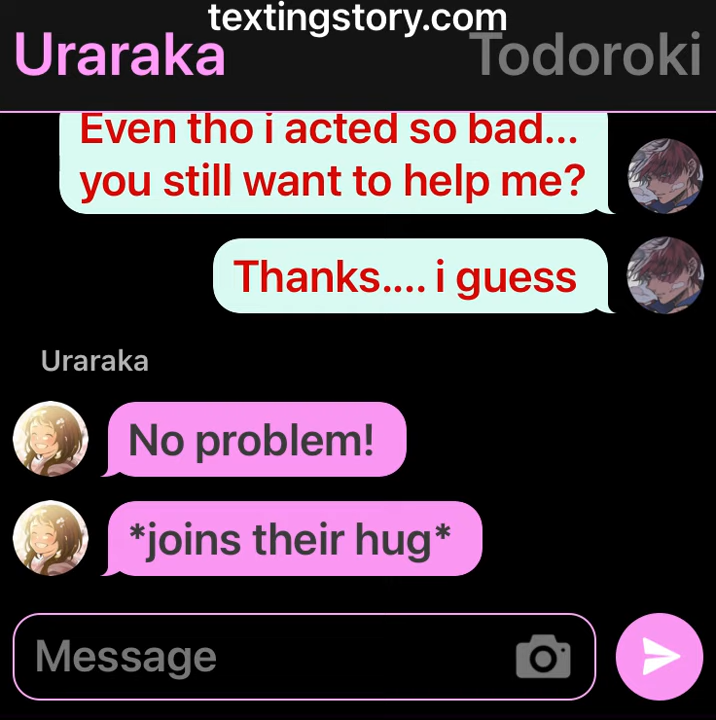 textingstory.com
Uraraka Todoroki
Even tho i acted so bad...
you still want to help me?
Thanks.... i guess
Uraraka
No problem!
*joins their hug*
Message